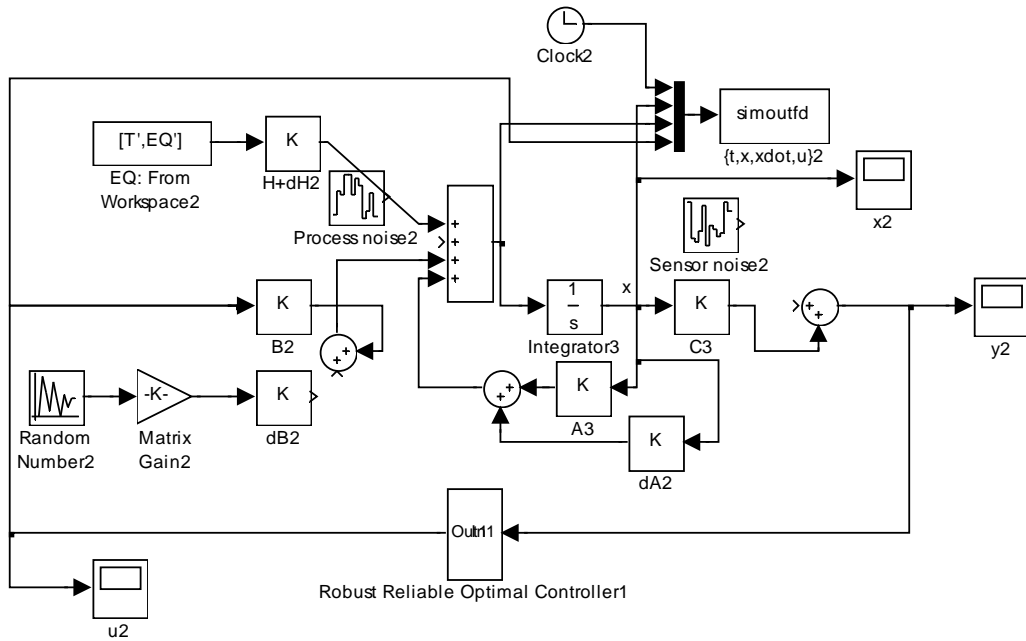 Clock2
simoutfd
{t,x,xdot,u}2
[T',EQ']
EQ: From
Workspace2
K
H+dH2
Process noise2
+
+
+
+
x2
Sensor noise2
x
1
s
Integrator3
K
C3
+
+
y2
K
B2
+
+
Random
Number2
-K-
Matrix
Gain2
K
dB2
+
+
K
A3
K
dA2
Robust Reliable Optimal Controller1
u2